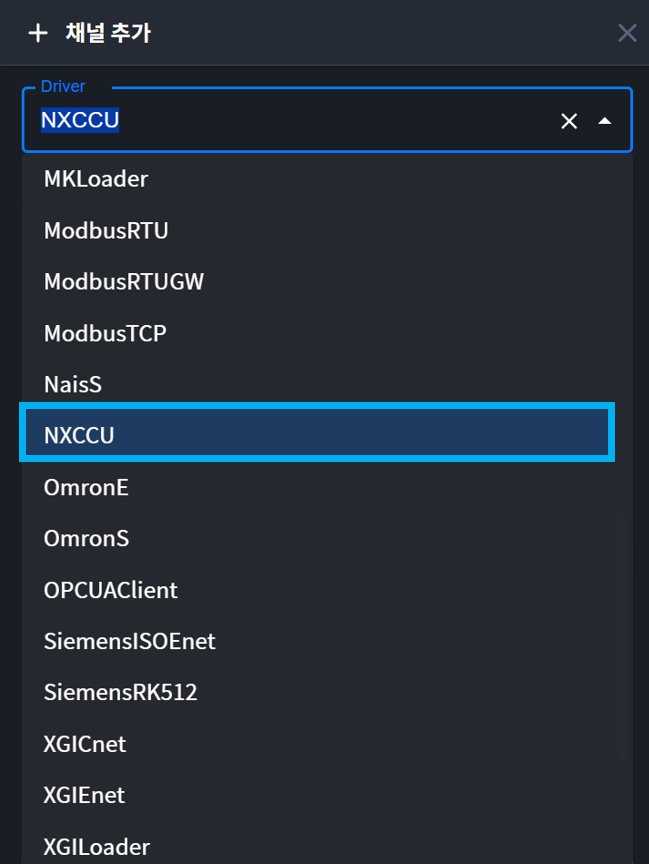 채널 추가
Driver
NXCCU
MKLoader
ModbusRTU
ModbusRTUGW
ModbusTCP
NaisS
NXCCU
OmronE
OmronS
OPCUAClient
SiemensISOEnet
SiemensRK512
XGICnet
XGIEnet
XGILoader